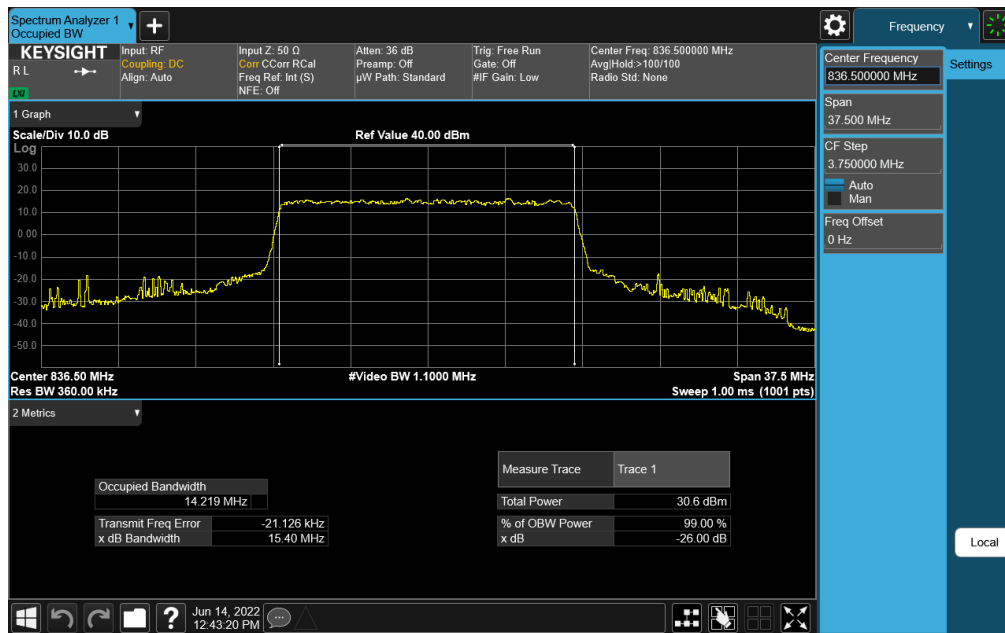 Spectrum Analyzer 1
Occupied BW
Frequency
KEYSIGHT
R L
LXI
Input: RF
Coupling: DC
Align: Auto
Input Z: 50 Ω
Corr CCorr RCal
Freq Ref: Int (S)
NFE: Off
Atten: 36 dB
Preamp: Off
µW Path: Standard
Trig: Free Run
Gate: Off
#IF Gain: Low
Center Freq: 836.500000 MHz
Avg|Hold:>100/100
Radio Std: None
Center Frequency
836.500000 MHz
Settings
Span
37.500 MHz
CF Step
3.750000 MHz
Auto
Man
Freq Offset
0 Hz
Local
1 Graph
Scale/Div 10.0 dB
Ref Value 40.00 dBm
Log
30.0
20.0
10.0
0.00
-10.0
-20.0
-30.0
-40.0
-50.0
Center 836.50 MHz
#Video BW 1.1000 MHz
Span 37.5 MHz
Res BW 360.00 kHz
Sweep 1.00 ms (1001 pts)
2 Metrics
Measure Trace
Trace 1
Occupied Bandwidth
14.219 MHz
Total Power
30.6 dBm
Transmit Freq Error
-21.126 kHz
% of OBW Power
99.00 %
x dB Bandwidth
15.40 MHz
x dB
-26.00 dB
Jun 14, 2022
12:43:20 PM